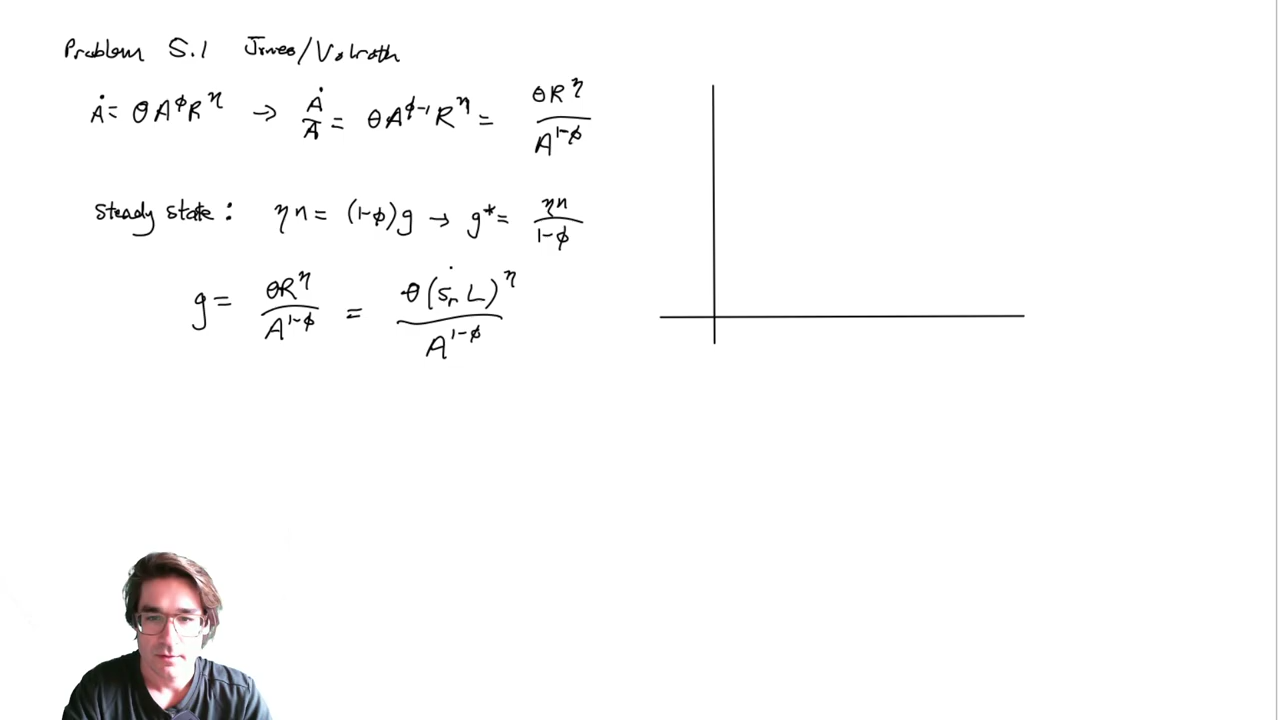 Problem 5.1 Jones/Volrath
Ȧ = θA^ϕR^η → Ȧ/A = θA^(ϕ-1)R^η = θR^η/A^(1-ϕ)
Steady State: ηn = (1-ϕ)g → g* = ηn/(1-ϕ)
g = θR^η/A^(1-ϕ) = θ(s_r L)^η/A^(1-ϕ)